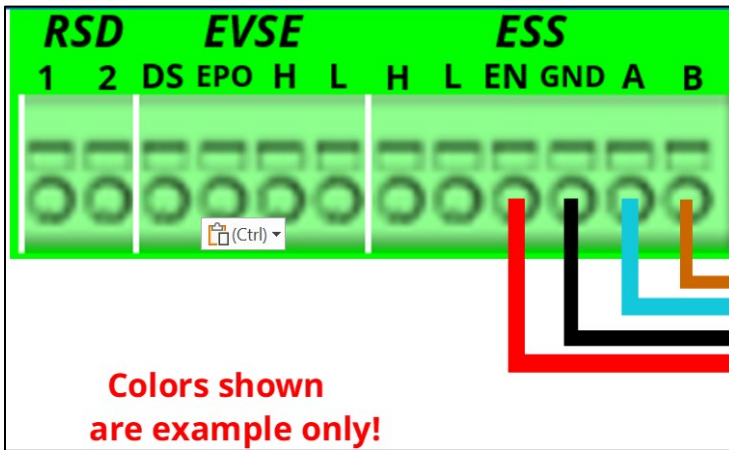 RSD EVSE ESS
1 2 DS EPO H L H L EN GND A B
(Ctrl)
Colors shown
are example only!